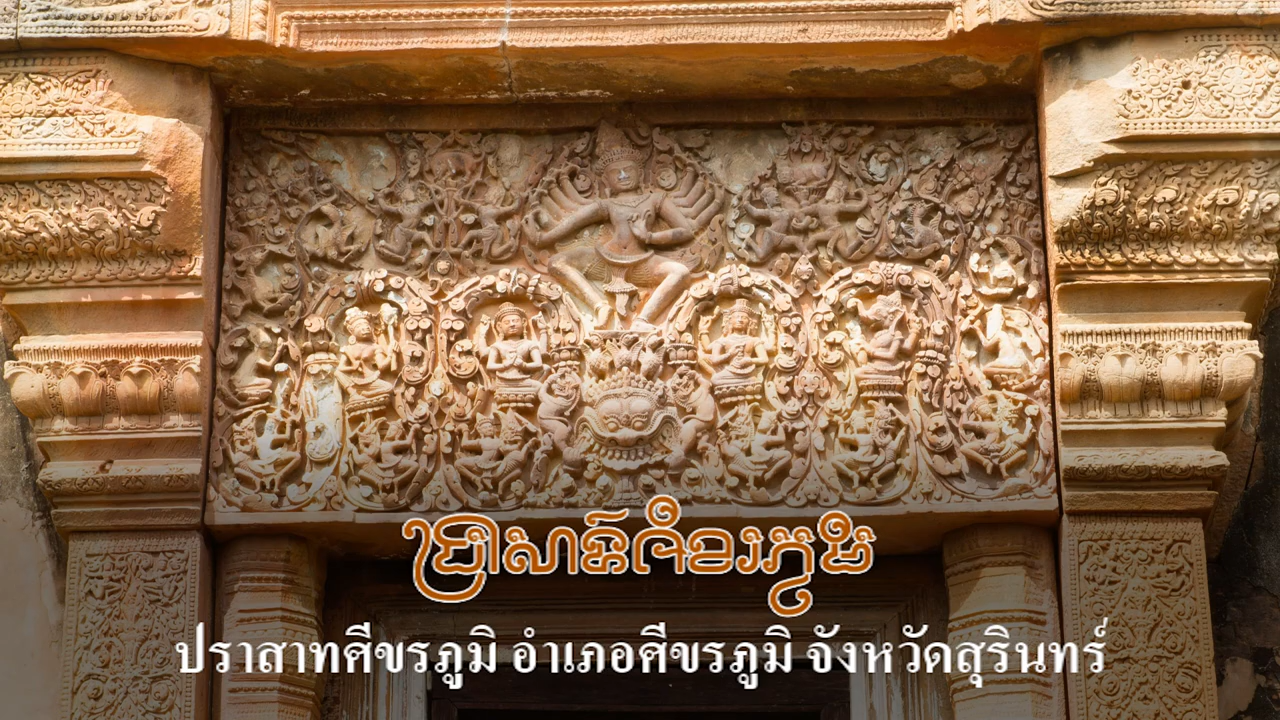 ปราสาทศีขรภูมิ อำเภอศีขรภูมิ จังหวัดสุรินทร์